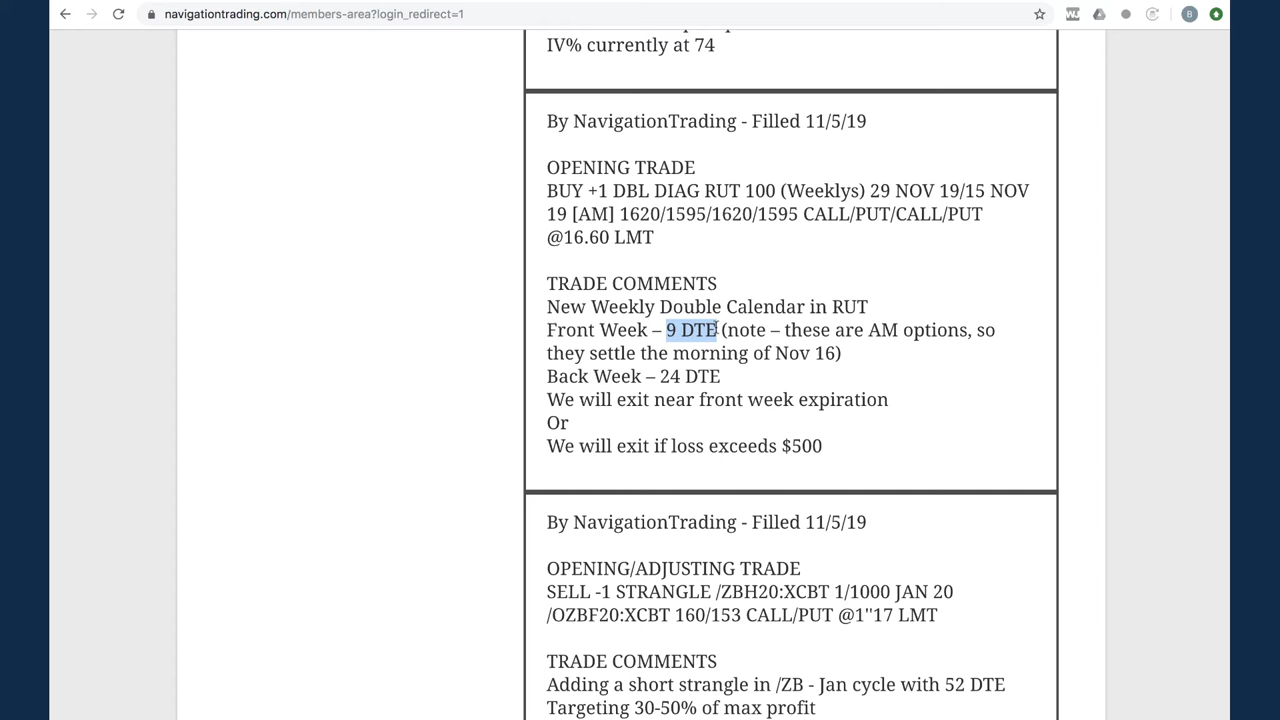 navigationtrading.com/members-area?login_redirect=1
IV% currently at 74
By NavigationTrading - Filled 11/5/19
OPENING TRADE
BUY +1 DBL DIAG RUT 100 (Weeklys) 29 NOV 19/15 NOV
19 [AM] 1620/1595/1620/1595 CALL/PUT/CALL/PUT
@16.60 LMT
TRADE COMMENTS
New Weekly Double Calendar in RUT
Front Week – 9 DTE (note – these are AM options, so
they settle the morning of Nov 16)
Back Week – 24 DTE
We will exit near front week expiration
Or
We will exit if loss exceeds $500
By NavigationTrading - Filled 11/5/19
OPENING/ADJUSTING TRADE
SELL -1 STRANGLE /ZBH20:XCBT 1/1000 JAN 20
/OZBF20:XCBT 160/153 CALL/PUT @1"17 LMT
TRADE COMMENTS
Adding a short strangle in /ZB - Jan cycle with 52 DTE
Targeting 30-50% of max profit